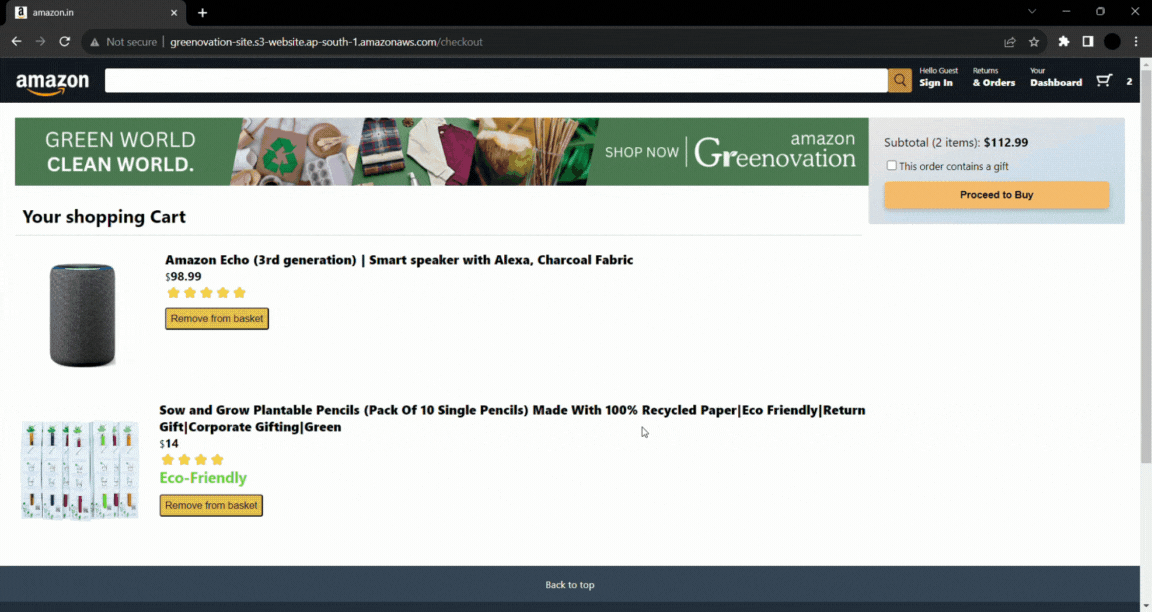 amazon.in
Not secure | greenovation-site.s3-website.ap-south-1.amazonaws.com/checkout
amazon
Hello Guest
Sign In
Returns
& Orders
Your
Dashboard
2
GREEN WORLD
CLEAN WORLD.
SHOP NOW
amazon
Greenovation
Subtotal (2 items): $112.99
This order contains a gift
Proceed to Buy
Your shopping Cart
Amazon Echo (3rd generation) | Smart speaker with Alexa, Charcoal Fabric
$98.99
Remove from basket
Sow and Grow Plantable Pencils (Pack Of 10 Single Pencils) Made With 100% Recycled Paper|Eco Friendly|Return
Gift|Corporate Gifting|Green
$14
Eco-Friendly
Remove from basket
Back to top